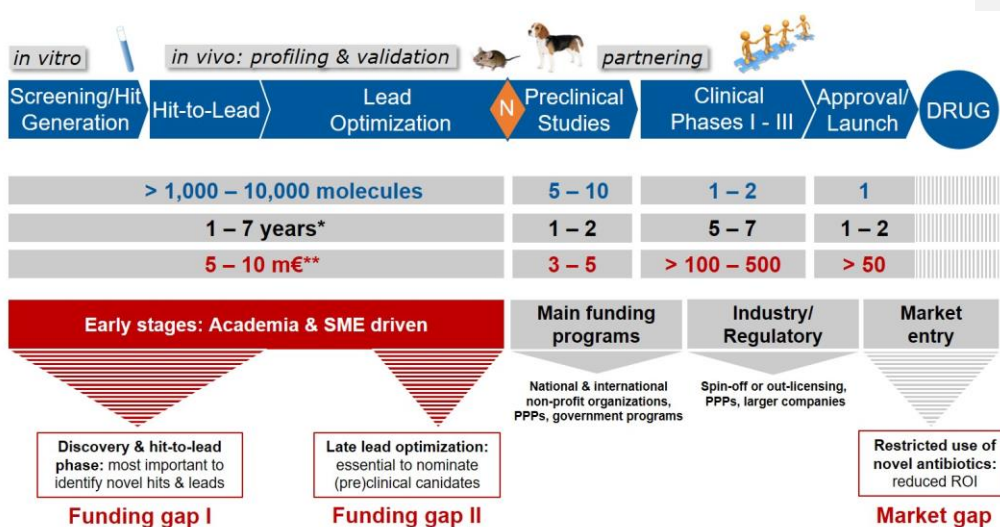 in vitro
in vivo: profiling & validation
partnering
Screening/Hit
Generation
Hit-to-Lead
Lead
Optimization
N
Preclinical
Studies
Clinical
Phases I - III
Approval/
Launch
DRUG
> 1,000 – 10,000 molecules
5 – 10
1 – 2
1
1 – 7 years*
1 – 2
5 – 7
1 – 2
5 – 10 m€**
3 – 5
> 100 – 500
> 50
Early stages: Academia & SME driven
Main funding
programs
Industry/
Regulatory
Market
entry
National & international
non-profit organizations,
PPPs, government programs
Spin-off or out-licensing,
PPPs, larger companies
Discovery & hit-to-lead
phase: most important to
identify novel hits & leads
Late lead optimization:
essential to nominate
(pre)clinical canidates
Restricted use of
novel antibiotics:
reduced ROI
Funding gap I
Funding gap II
Market gap